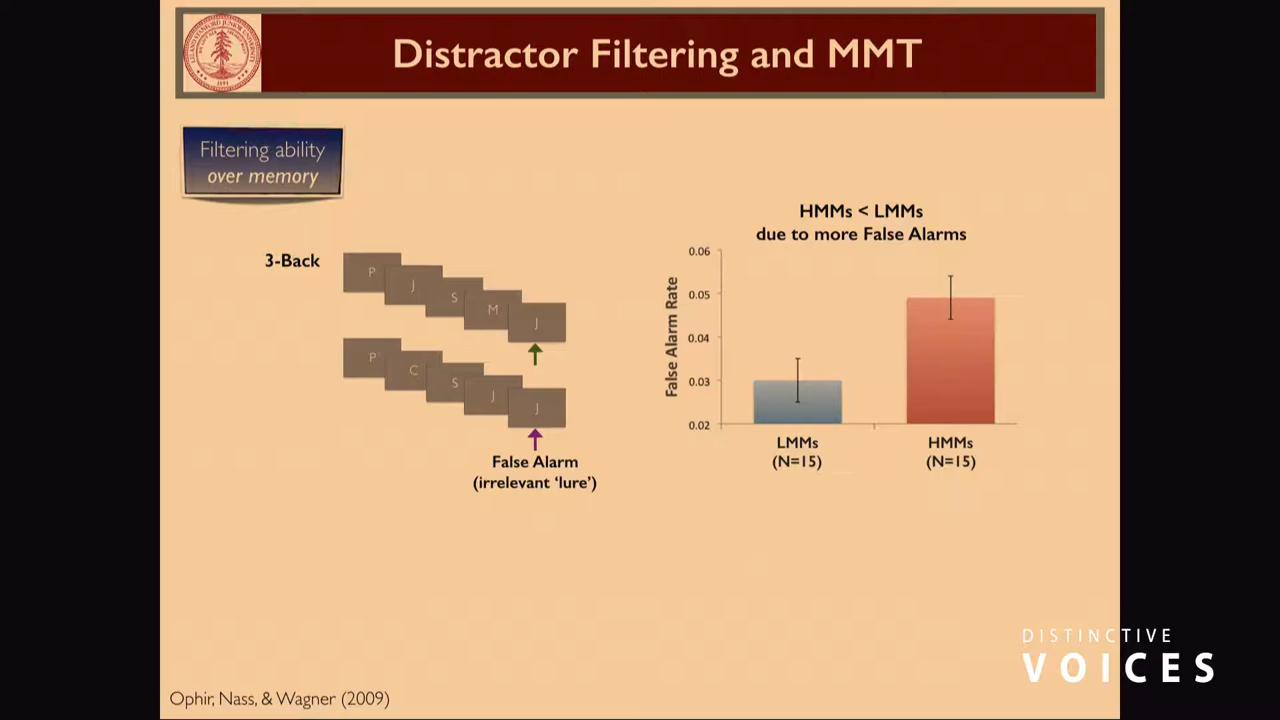 Distractor Filtering and MMT
Filtering ability
over memory
3-Back
P
J
S
M
J
P
C
S
J
J
False Alarm
(irrelevant ‘lure’)
HMMs < LMMs
due to more False Alarms
False Alarm Rate
0.06
0.05
0.04
0.03
0.02
LMMs
(N=15)
HMMs
(N=15)
Ophir, Nass, & Wagner (2009)
DISTINCTIVE
VOICES